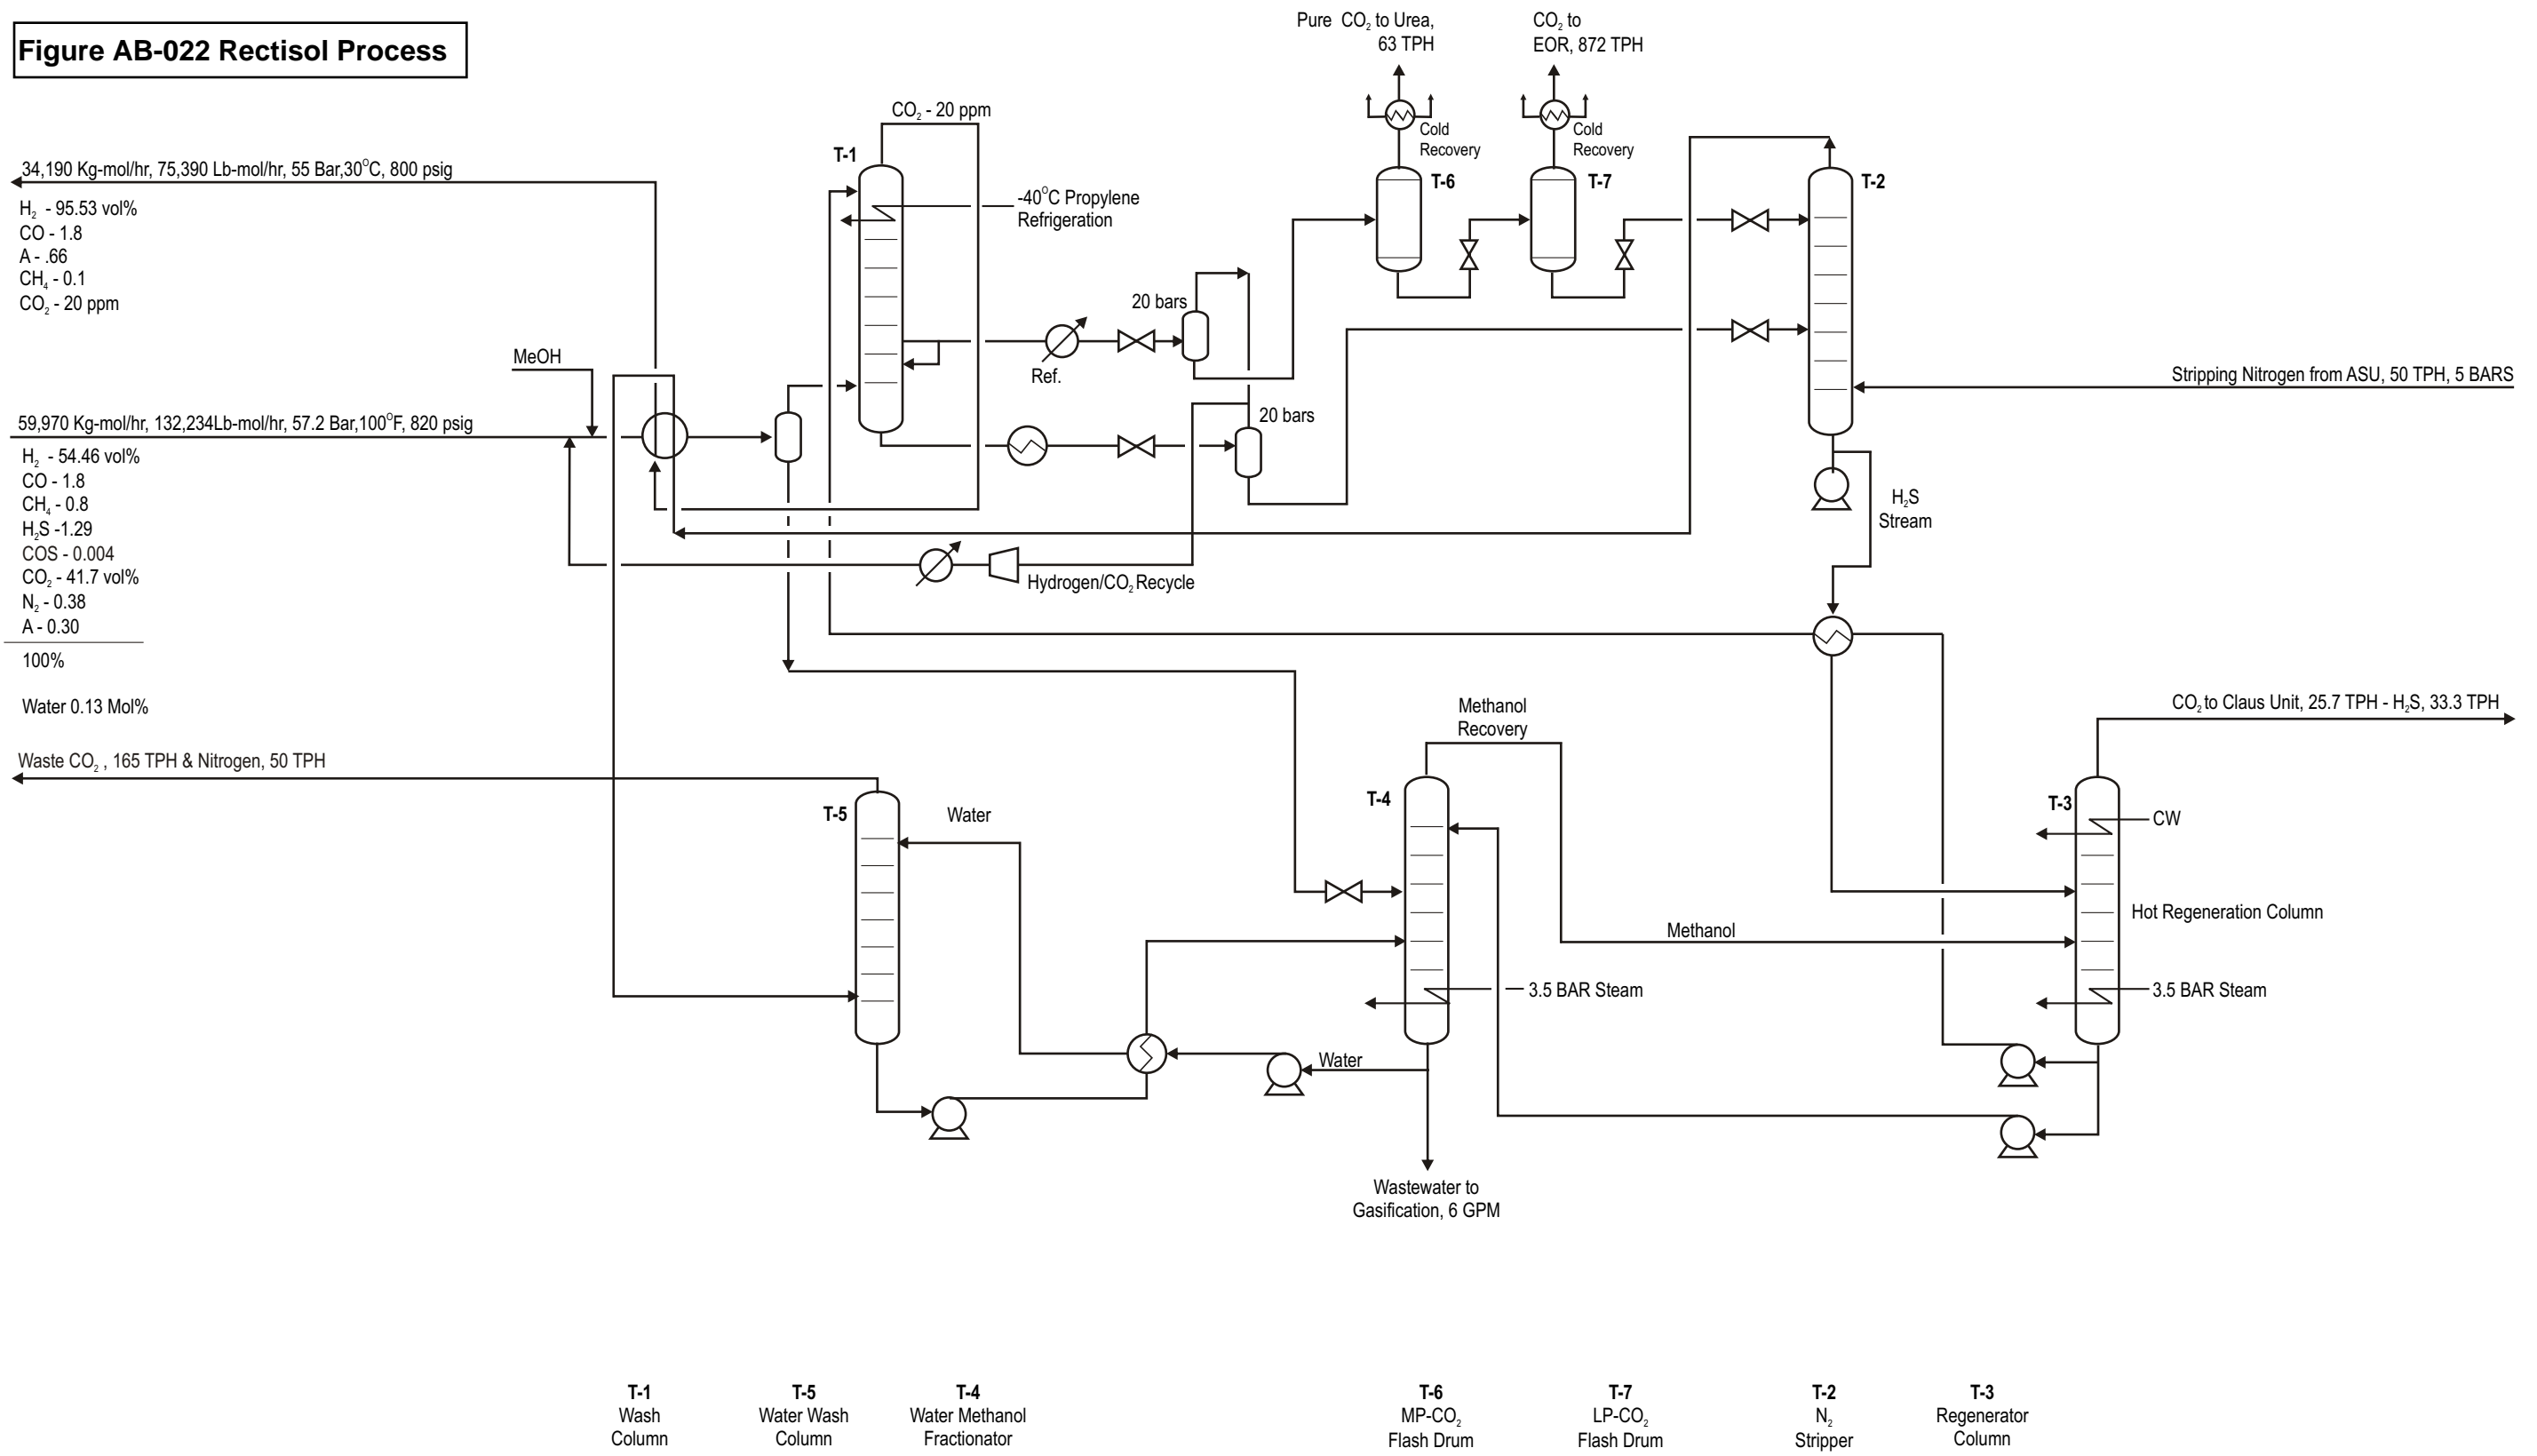 Figure AB-022 Rectisol Process
Pure CO₂ to Urea,
63 TPH
CO₂ to
EOR, 872 TPH
Cold
Recovery
Cold
Recovery
CO₂ - 20 ppm
T-1
T-6
T-7
T-2
-40°C Propylene
Refrigeration
34,190 Kg-mol/hr, 75,390 Lb-mol/hr, 55 Bar,30°C, 800 psig
H₂ - 95.53 vol%
CO - 1.8
A - .66
CH₄ - 0.1
CO₂ - 20 ppm
20 bars
Ref.
MeOH
Stripping Nitrogen from ASU, 50 TPH, 5 BARS
20 bars
59,970 Kg-mol/hr, 132,234Lb-mol/hr, 57.2 Bar,100°F, 820 psig
H₂ - 54.46 vol%
CO - 1.8
CH₄ - 0.8
H₂S -1.29
COS - 0.004
CO₂ - 41.7 vol%
N₂ - 0.38
A - 0.30
100%
Water 0.13 Mol%
H₂S
Stream
Hydrogen/CO₂ Recycle
Methanol
Recovery
CO₂ to Claus Unit, 25.7 TPH - H₂S, 33.3 TPH
Waste CO₂ , 165 TPH & Nitrogen, 50 TPH
T-5
Water
T-4
T-3
CW
Hot Regeneration Column
Methanol
3.5 BAR Steam
3.5 BAR Steam
Water
Wastewater to
Gasification, 6 GPM
T-1
Wash
Column
T-5
Water Wash
Column
T-4
Water Methanol
Fractionator
T-6
MP-CO₂
Flash Drum
T-7
LP-CO₂
Flash Drum
T-2
N₂
Stripper
T-3
Regenerator
Column